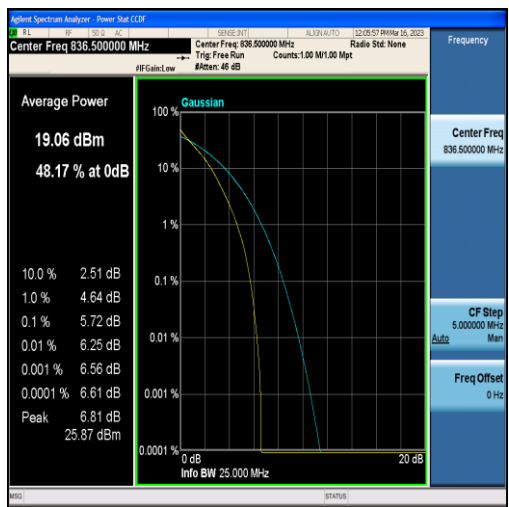 Agilent Spectrum Analyzer - Power Stat CCDF
RL RF 50 Ω AC SENSE:INT ALIGN AUTO 12:05:57 PM Mar 16, 2023
Center Freq 836.500000 MHz
Center Freq: 836.500000 MHz Radio Std: None
Trig: Free Run Counts:1.00 M/1.00 Mpt
#IFGain:Low #Atten: 46 dB
Frequency
Average Power
19.06 dBm
48.17 % at 0dB
10.0 % 2.51 dB
1.0 % 4.64 dB
0.1 % 5.72 dB
0.01 % 6.25 dB
0.001 % 6.56 dB
0.0001 % 6.61 dB
Peak 6.81 dB
25.87 dBm
Gaussian
100 %
10 %
1 %
0.1 %
0.01 %
0.001 %
0.0001 %
0 dB 20 dB
Info BW 25.000 MHz
Center Freq
836.500000 MHz
CF Step
5.000000 MHz
Auto Man
Freq Offset
0 Hz
MSG STATUS